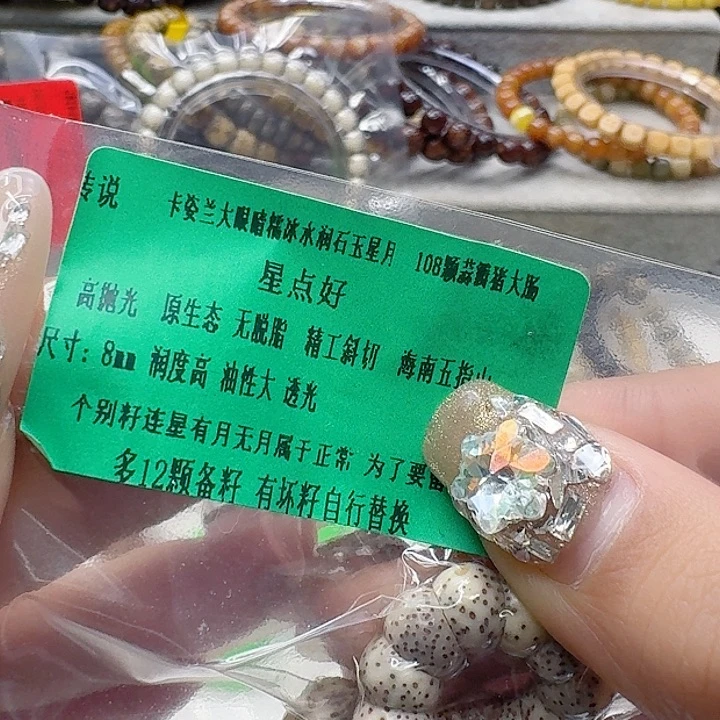 传说 卡姿兰大眼睛糯冰水润石玉星月 108颗蒜瓣猪大肠
星点好
高抛光 原生态 无脱脂 精工斜切 海南五指山
尺寸：8mm 润度高 油性大 透光
个别籽连星有月无月属于正常 为了要
多12颗备籽 有坏籽自行替换